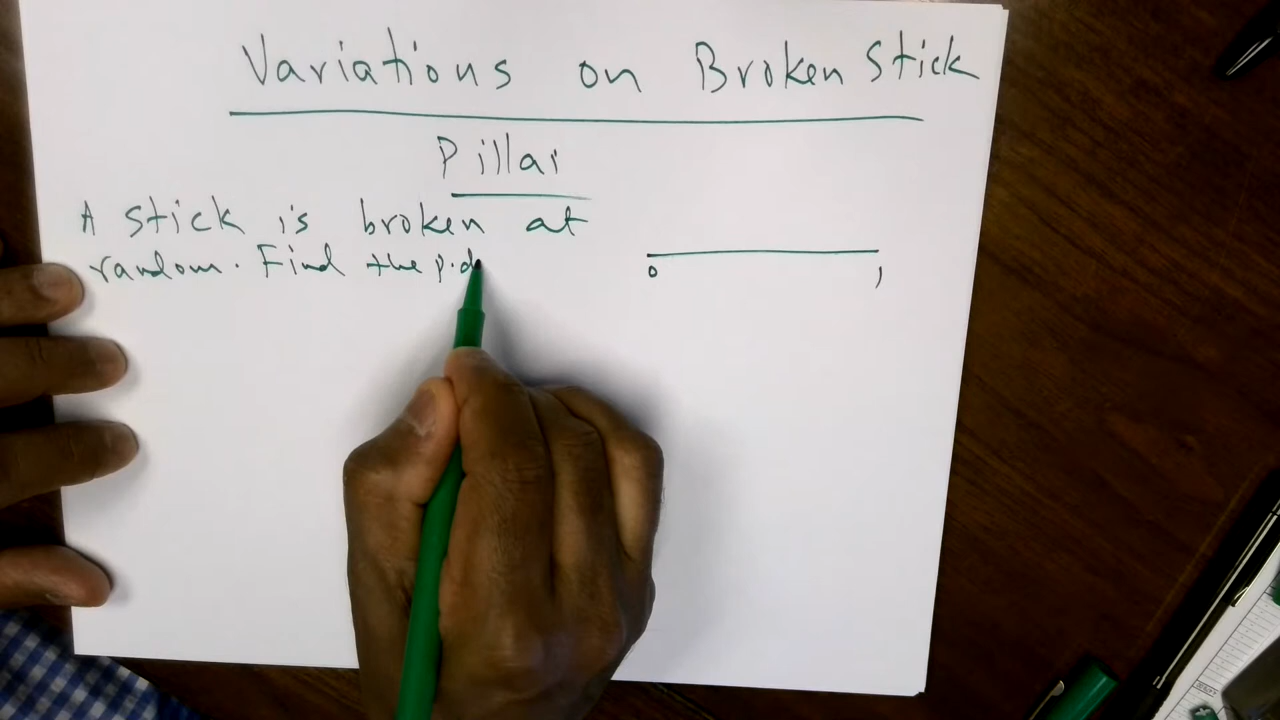 Variations on Broken Stick
Pillai
A stick is broken at
random. Find the p.d
0 1